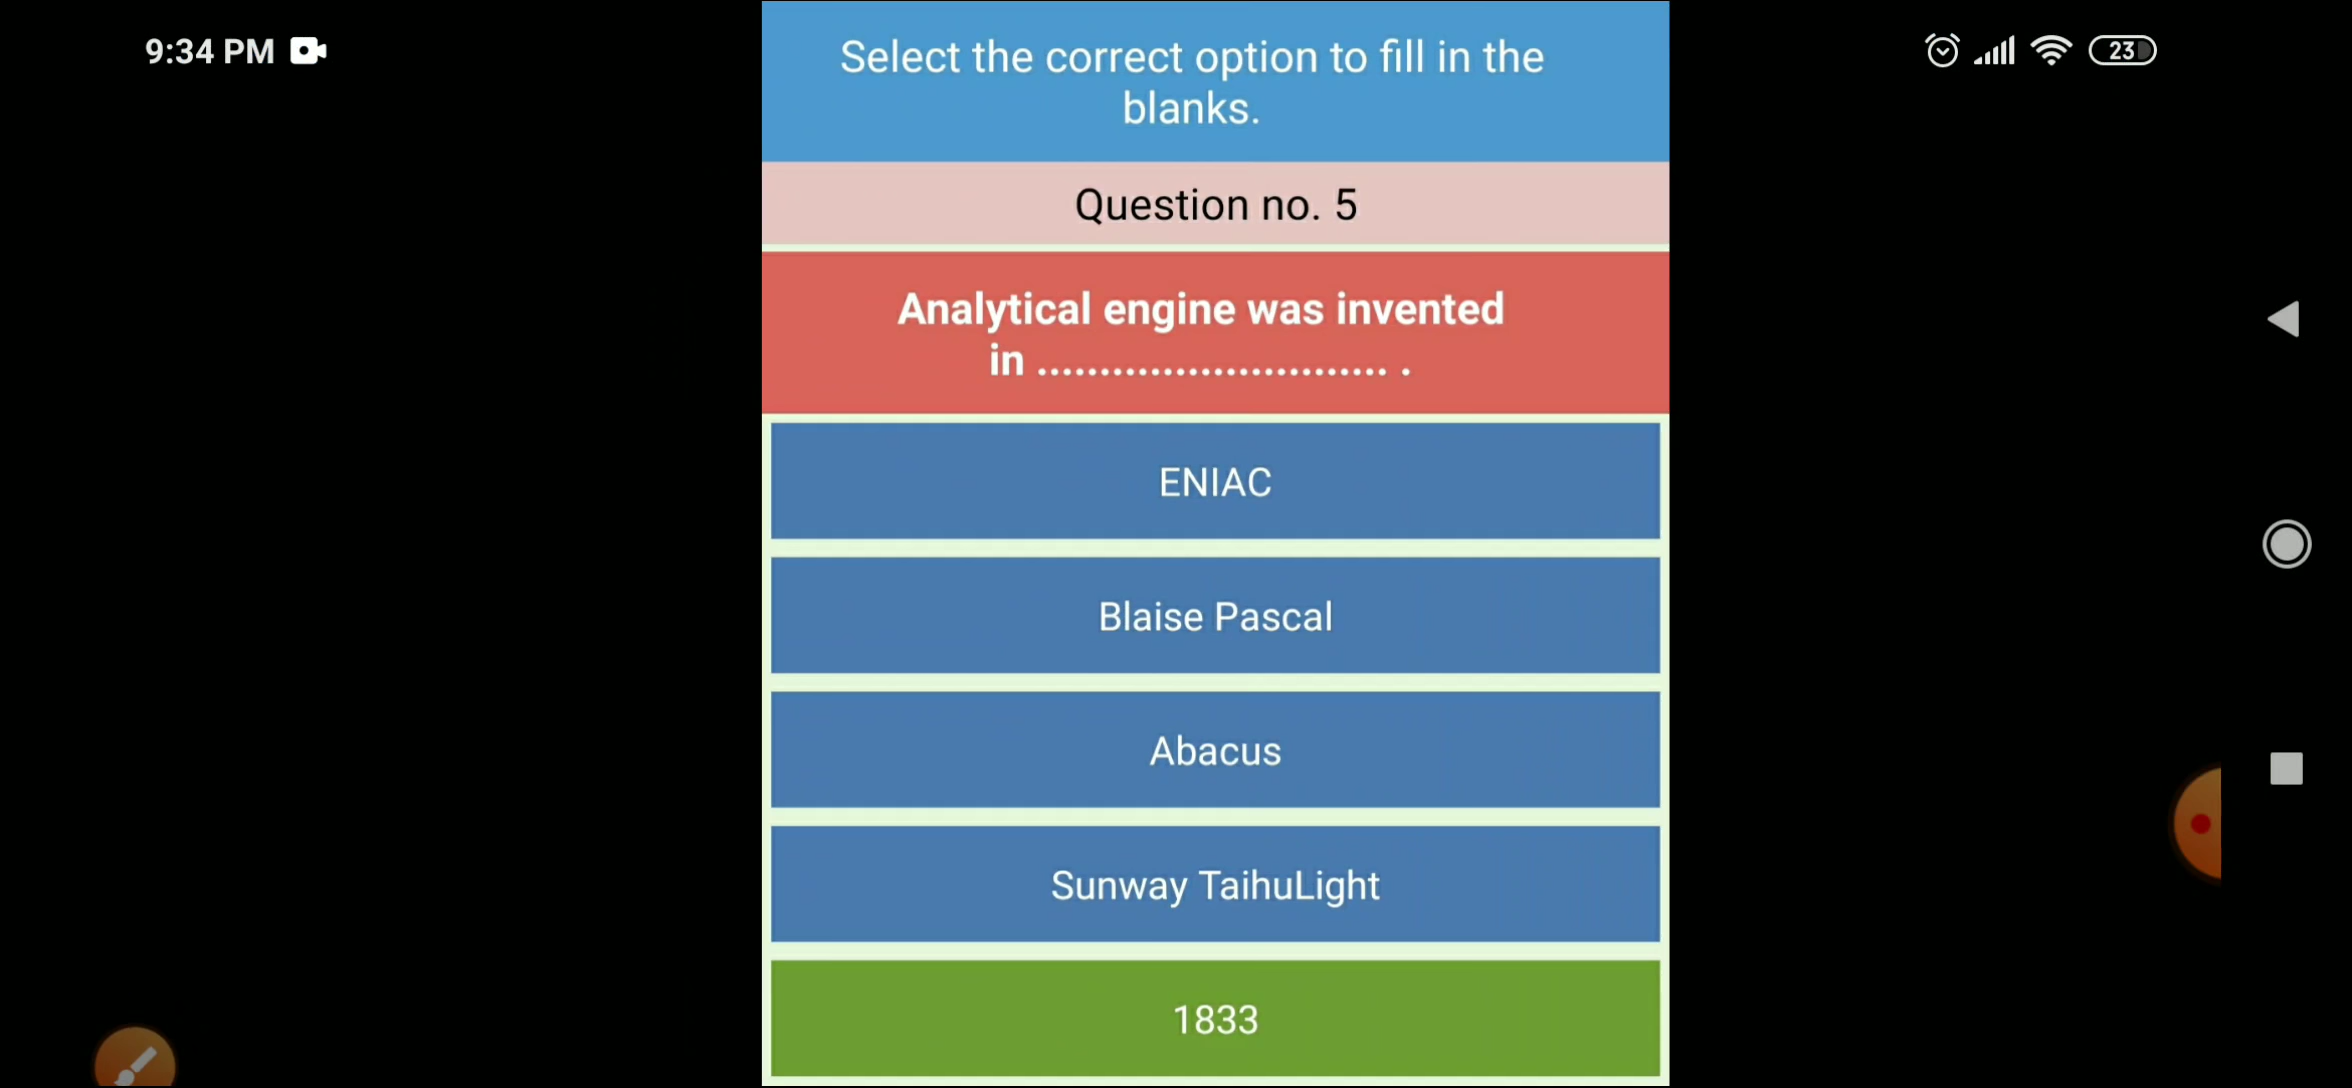 9:34 PM
23
Select the correct option to fill in the
blanks.
Question no. 5
Analytical engine was invented
in ............................ .
ENIAC
Blaise Pascal
Abacus
Sunway TaihuLight
1833